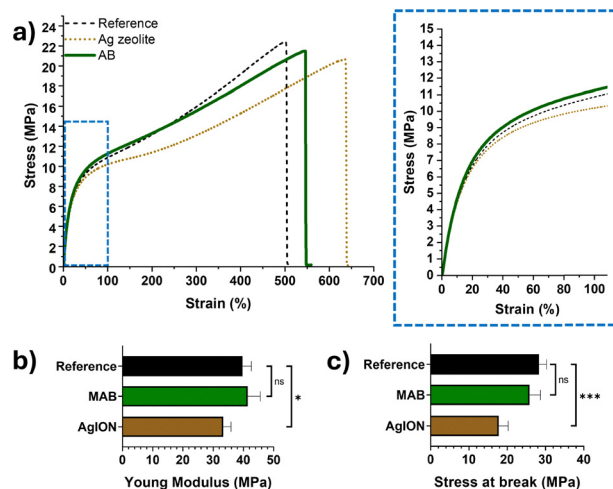 a)
Reference
Ag zeolite
AB
24
22
20
18
16
14
12
10
8
6
4
2
0
Stress (MPa)
0 100 200 300 400 500 600 700
Strain (%)
15
14
13
12
11
10
9
8
7
6
5
4
3
2
1
0
Stress (MPa)
0 20 40 60 80 100
Strain (%)
b)
Reference
MAB
AgION
ns
*
0 10 20 30 40 50
Young Modulus (MPa)
c)
Reference
MAB
AgION
ns
***
0 10 20 30 40
Stress at break (MPa)